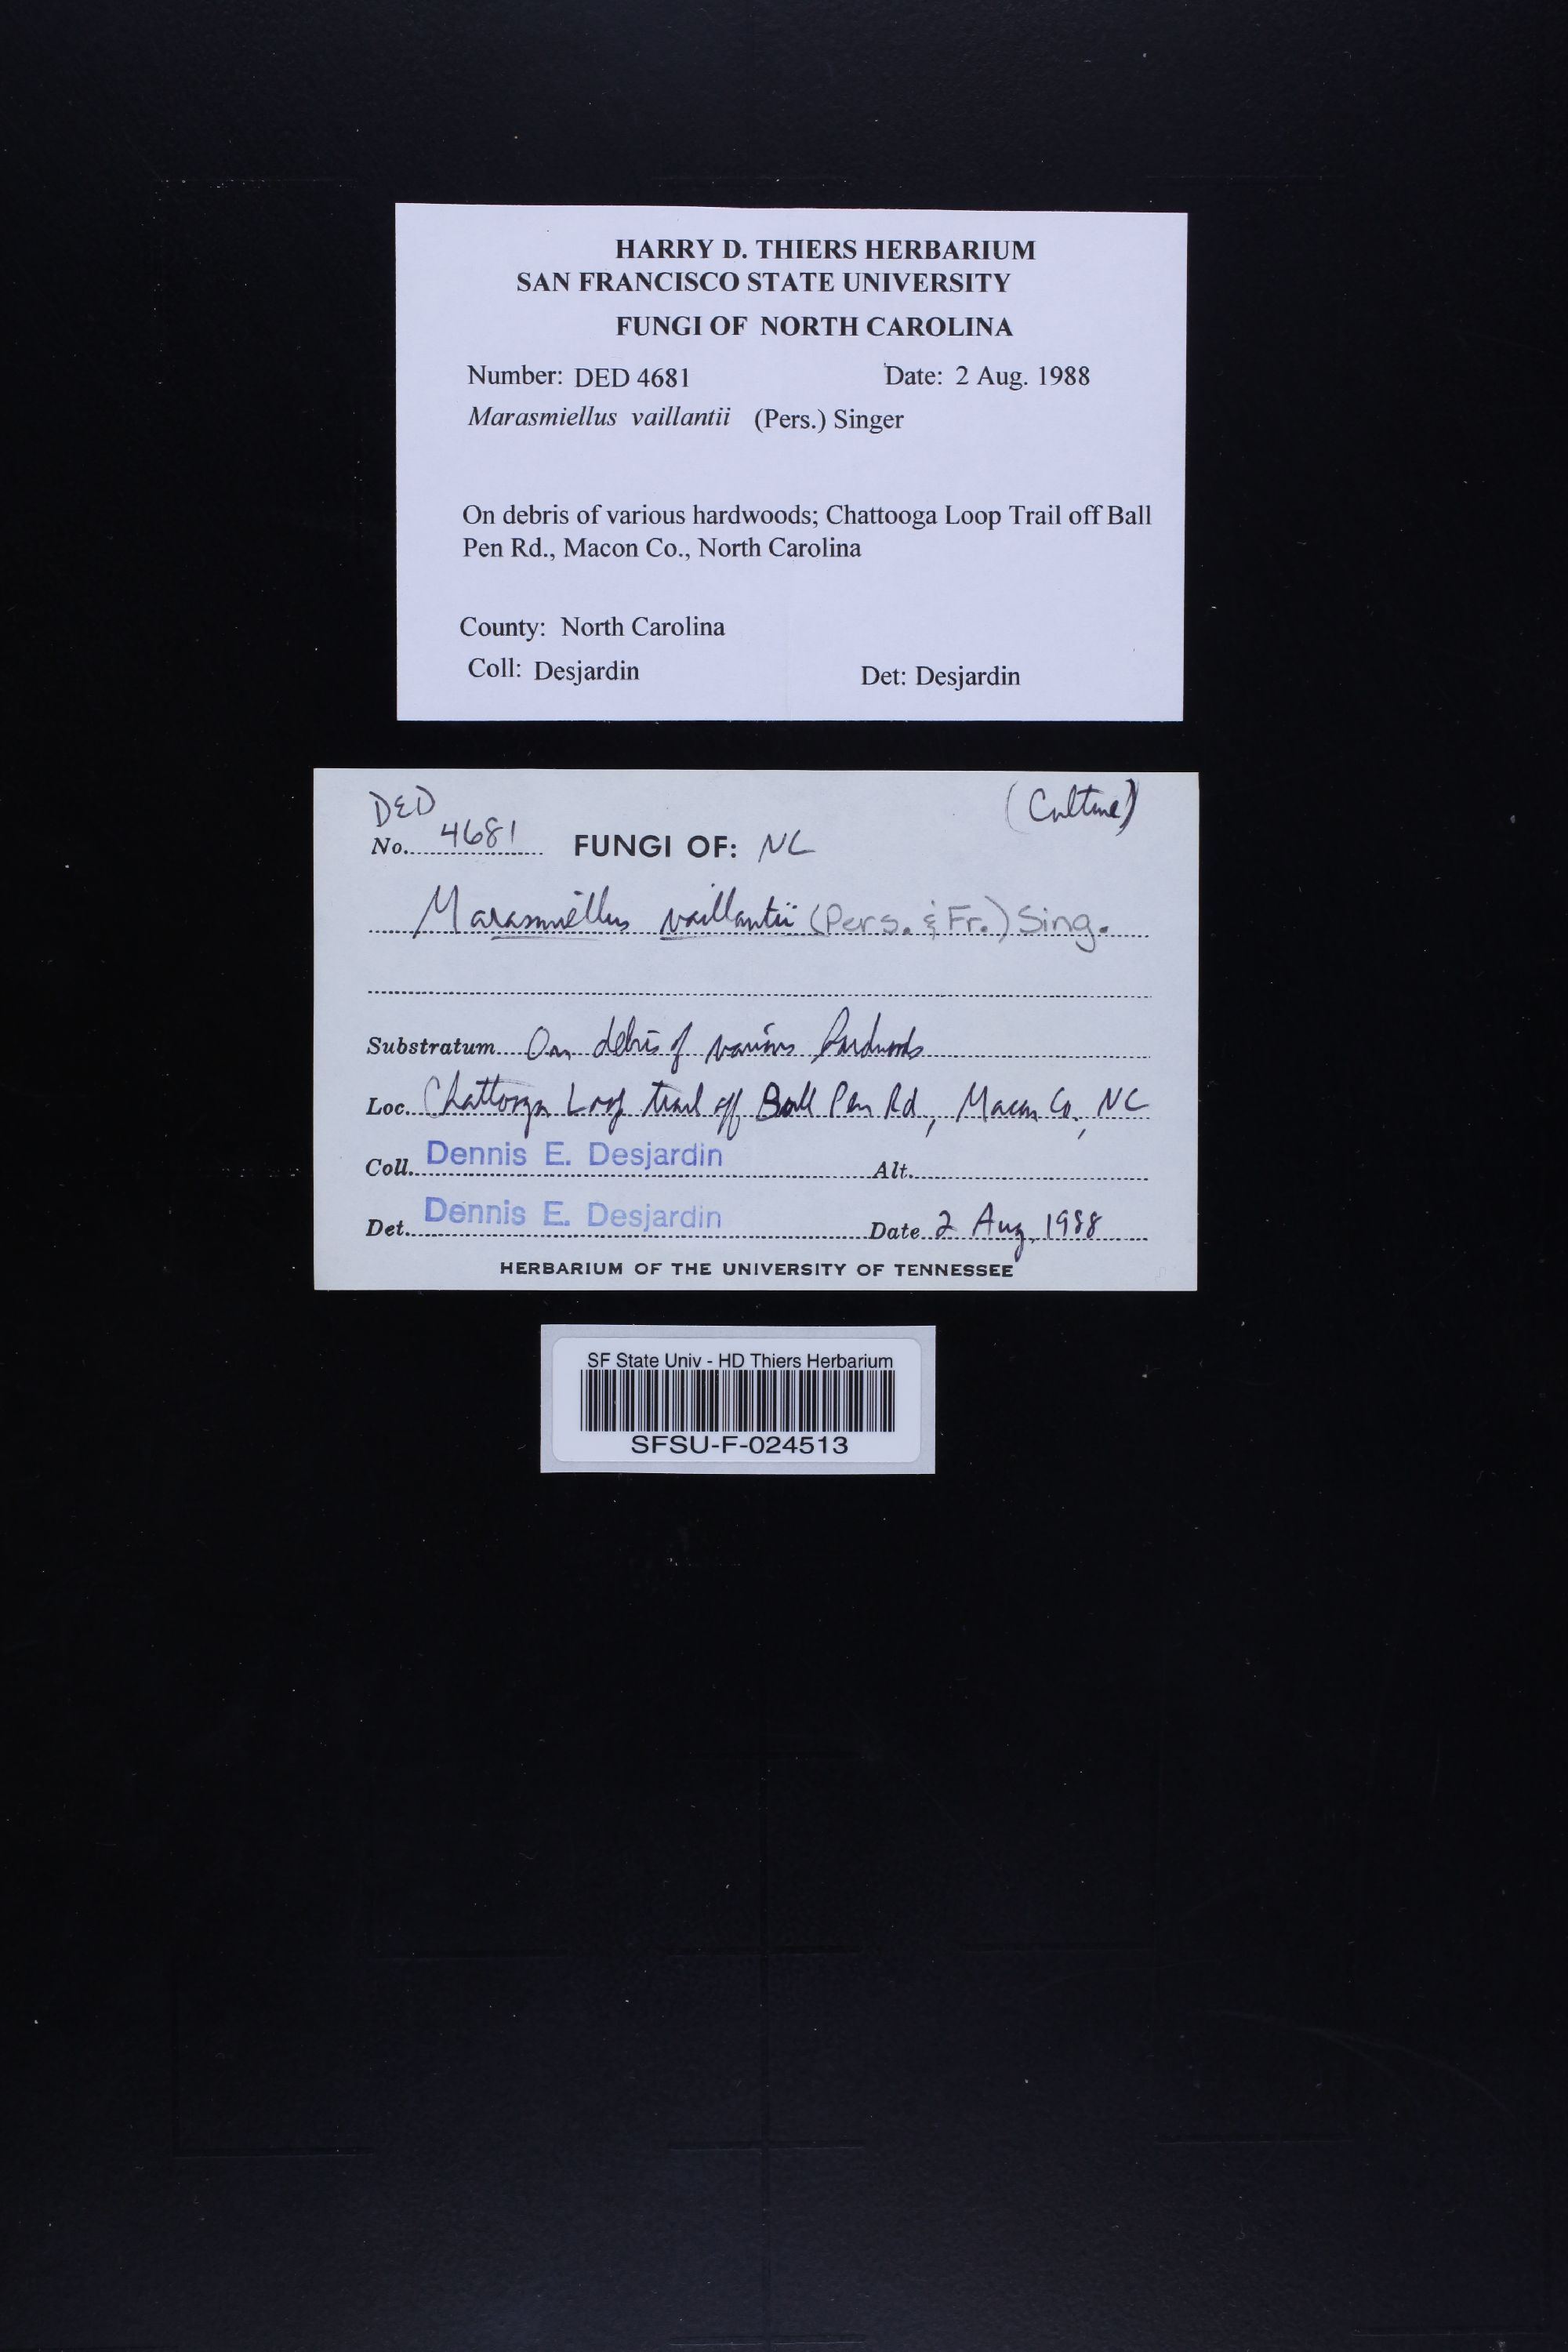 HARRY D. THIERS HERBARIUM
SAN FRANCISCO STATE UNIVERSITY
FUNGI OF NORTH CAROLINA
Number: DED 4681 Date: 2 Aug. 1988
Marasmiellus vaillantii (Pers.) Singer
On debris of various hardwoods; Chattooga Loop Trail off Ball
Pen Rd., Macon Co., North Carolina
County: North Carolina
Coll: Desjardin Det: Desjardin
DED (Culture)
No. 4681 FUNGI OF: NC
Marasmiellus vaillantii (Pers. & Fr.) Sing.
Substratum On debris of various hardwoods
Loc. Chattooga Loop trail off Ball Pen Rd, Macon Co, NC
Coll. Dennis E. Desjardin Alt.
Det. Dennis E. Desjardin Date 2 Aug, 1988
HERBARIUM OF THE UNIVERSITY OF TENNESSEE
SF State Univ - HD Thiers Herbarium
SFSU-F-024513